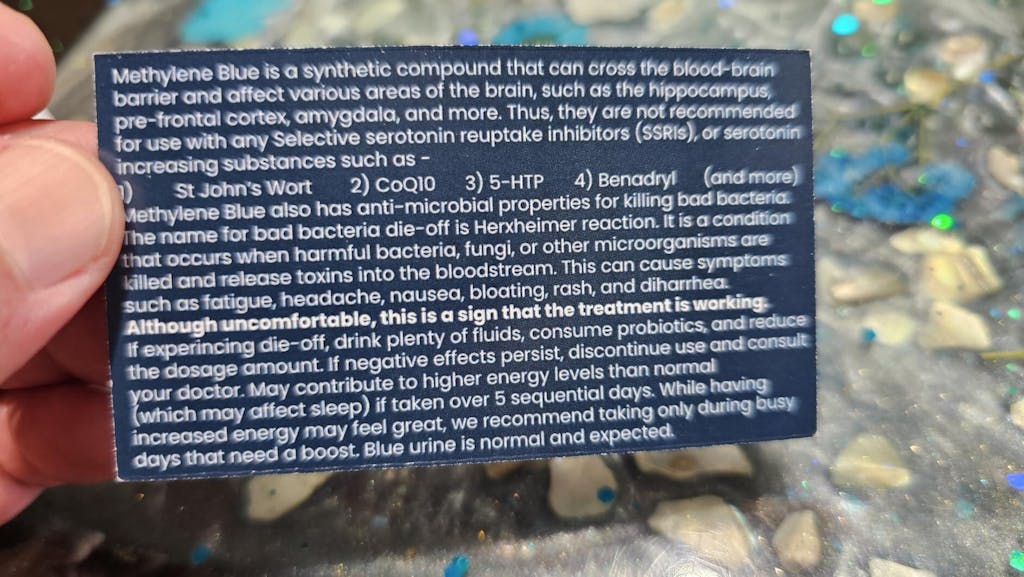 Methylene Blue is a synthetic compound that can cross the blood-brain
barrier and affect various areas of the brain, such as the hippocampus,
pre-frontal cortex, amygdala, and more. Thus, they are not recommended
for use with any Selective serotonin reuptake inhibitors (SSRIs), or serotonin
increasing substances such as -
1) St John's Wort 2) CoQ10 3) 5-HTP 4) Benadryl (and more)
Methylene Blue also has anti-microbial properties for killing bad bacteria.
The name for bad bacteria die-off is Herxheimer reaction. It is a condition
that occurs when harmful bacteria, fungi, or other microorganisms are
killed and release toxins into the bloodstream. This can cause symptoms
such as fatigue, headache, nausea, bloating, rash, and diharrhea.
Although uncomfortable, this is a sign that the treatment is working.
If experincing die-off, drink plenty of fluids, consume probiotics, and reduce
the dosage amount. If negative effects persist, discontinue use and consult
your doctor. May contribute to higher energy levels than normal
(which may affect sleep) if taken over 5 sequential days. While having
increased energy may feel great, we recommend taking only during busy
days that need a boost. Blue urine is normal and expected.